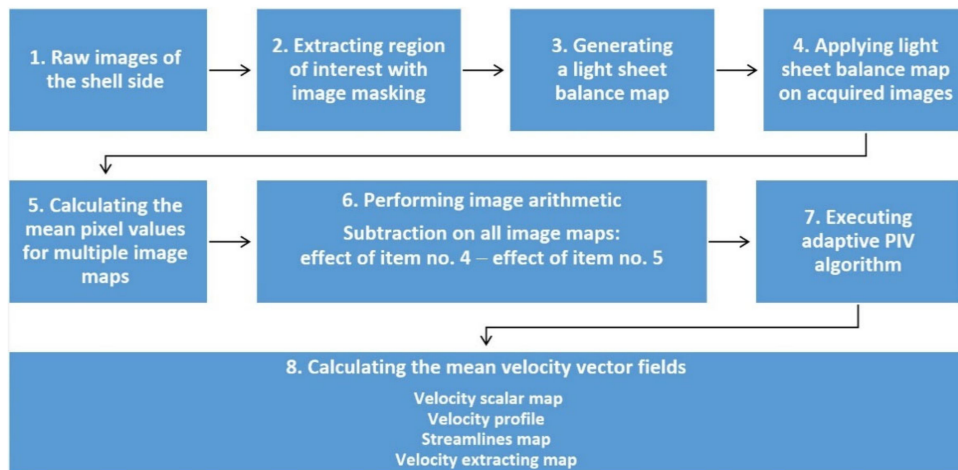 1. Raw images of
the shell side
2. Extracting region
of interest with
image masking
3. Generating
a light sheet
balance map
4. Applying light
sheet balance map
on acquired images
5. Calculating the
mean pixel values
for multiple image
maps
6. Performing image arithmetic
Subtraction on all image maps:
effect of item no. 4 – effect of item no. 5
7. Executing
adaptive PIV
algorithm
8. Calculating the mean velocity vector fields
Velocity scalar map
Velocity profile
Streamlines map
Velocity extracting map